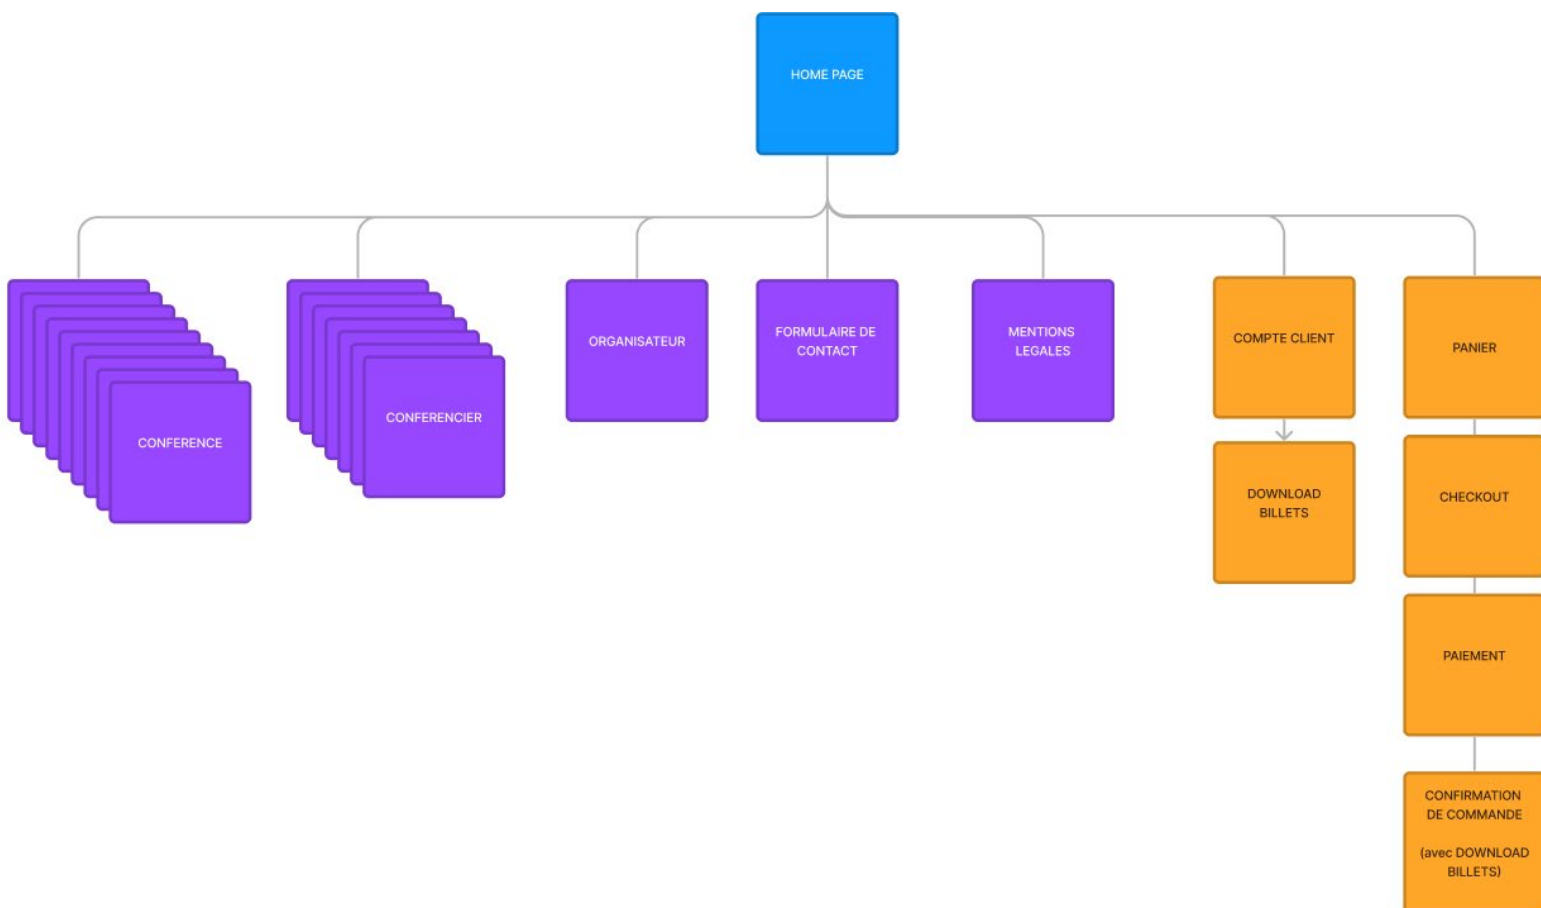 HOME PAGE
CONFERENCE
CONFERENCIER
ORGANISATEUR
FORMULAIRE DE
CONTACT
MENTIONS
LEGALES
COMPTE CLIENT
DOWNLOAD
BILLETS
PANIER
CHECKOUT
PAIEMENT
CONFIRMATION
DE COMMANDE
(avec DOWNLOAD
BILLETS)